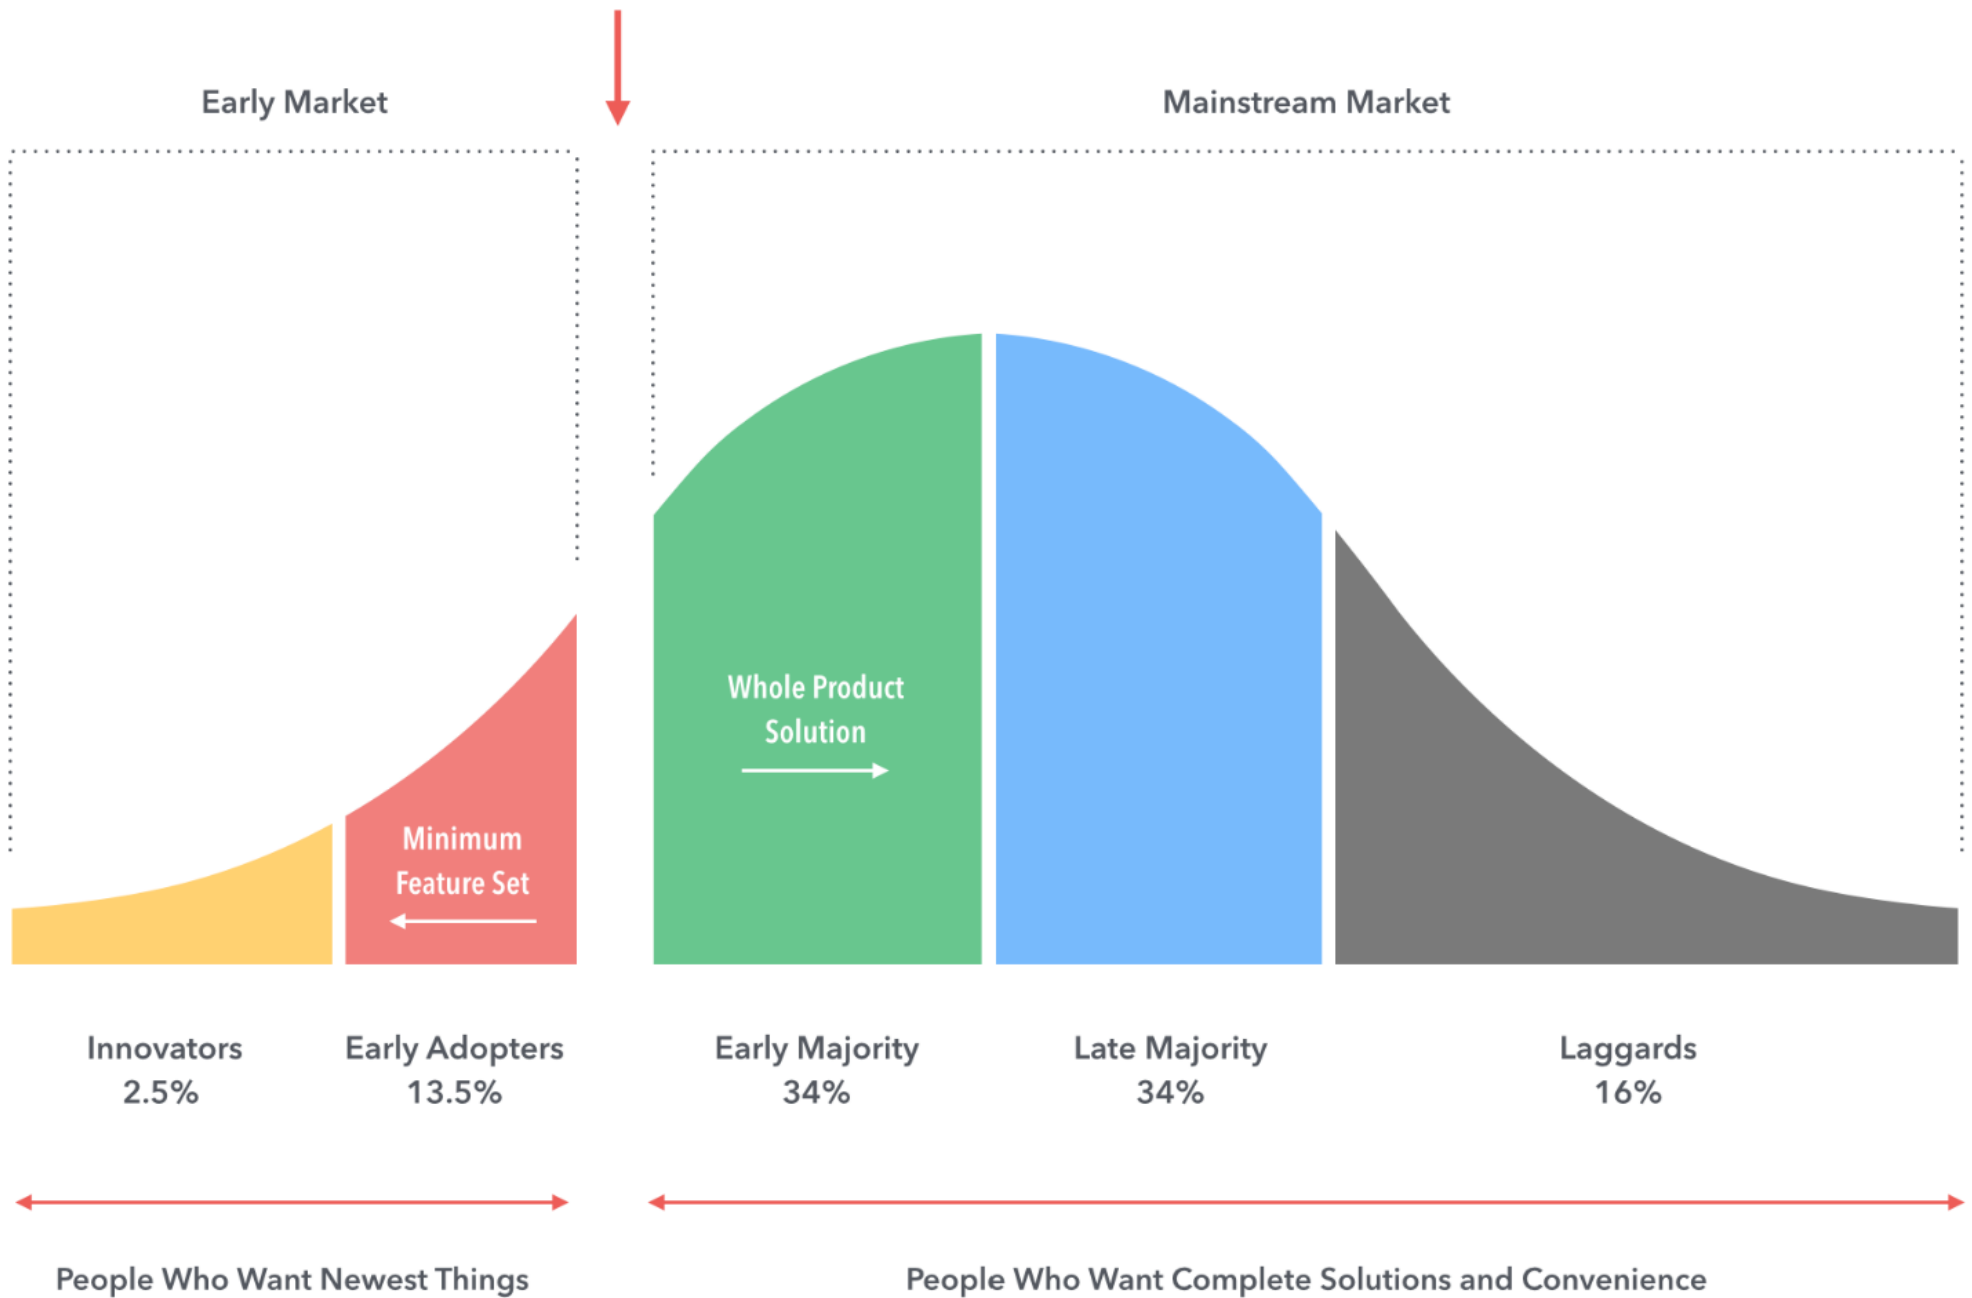 Early Market
Mainstream Market
Whole Product
Solution
Minimum
Feature Set
Innovators
2.5%
Early Adopters
13.5%
Early Majority
34%
Late Majority
34%
Laggards
16%
People Who Want Newest Things
People Who Want Complete Solutions and Convenience